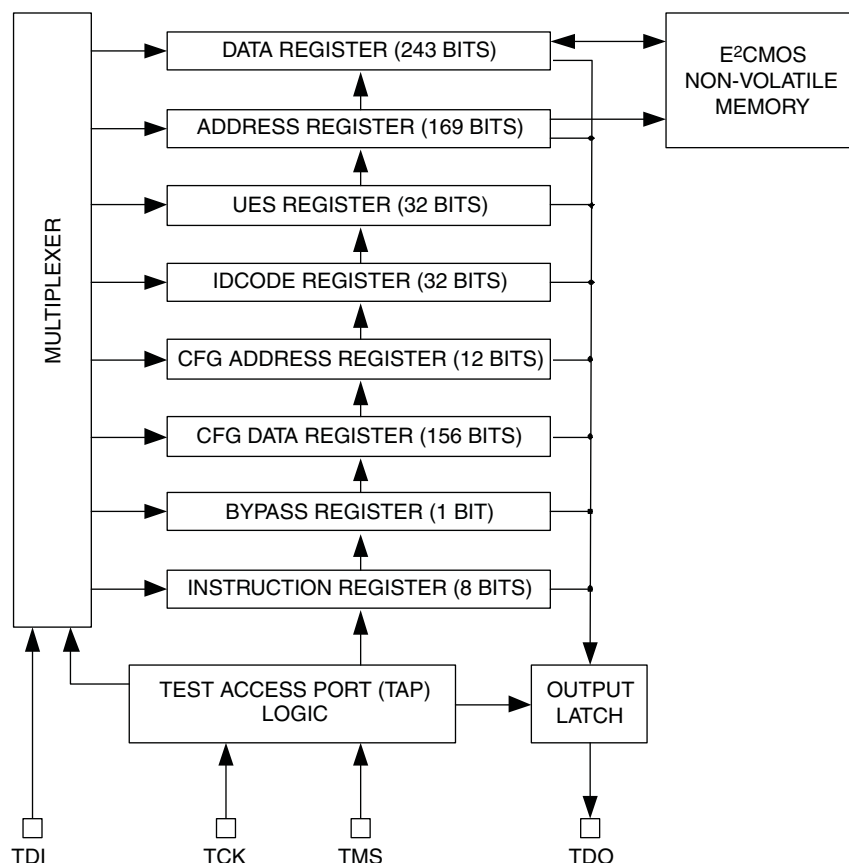 DATA REGISTER (243 BITS)
E²CMOS
NON-VOLATILE
MEMORY
ADDRESS REGISTER (169 BITS)
UES REGISTER (32 BITS)
MULTIPLEXER
IDCODE REGISTER (32 BITS)
CFG ADDRESS REGISTER (12 BITS)
CFG DATA REGISTER (156 BITS)
BYPASS REGISTER (1 BIT)
INSTRUCTION REGISTER (8 BITS)
TEST ACCESS PORT (TAP)
LOGIC
OUTPUT
LATCH
TDI
TCK
TMS
TDO